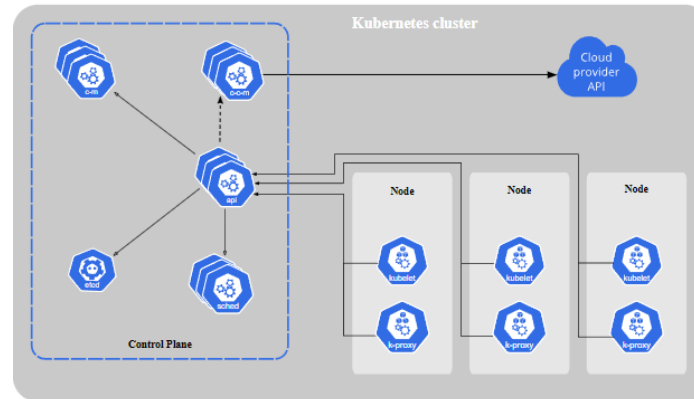 Kubernetes cluster
c-m
c-c-m
Cloud
provider
API
api
Node
Node
Node
etcd
sched
kubelet
kubelet
kubelet
k-proxy
k-proxy
k-proxy
Control Plane